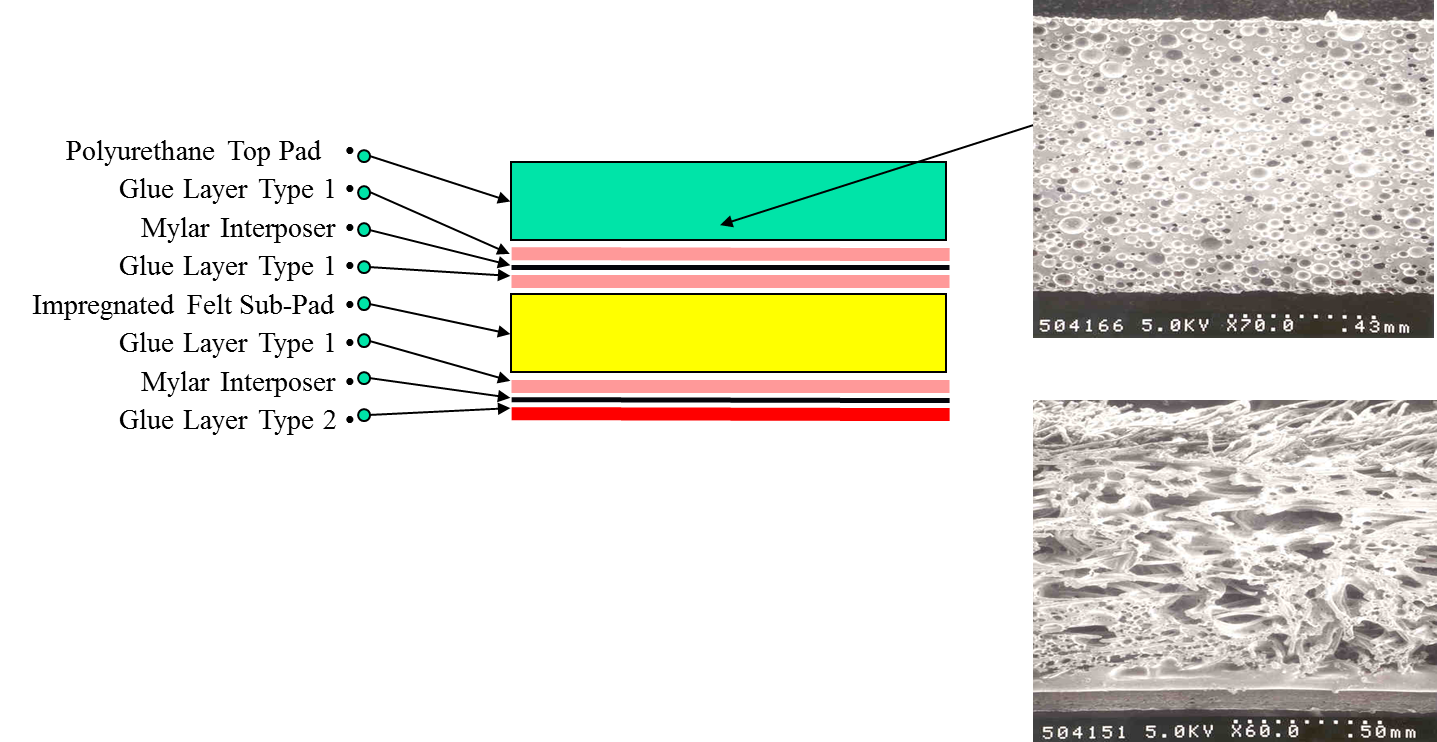 Polyurethane Top Pad •
Glue Layer Type 1 •
Mylar Interposer •
Glue Layer Type 1 •
Impregnated Felt Sub-Pad •
Glue Layer Type 1 •
Mylar Interposer •
Glue Layer Type 2 •
504166 5.0KV X70.0 .43mm
504151 5.0KV X60.0 .50mm